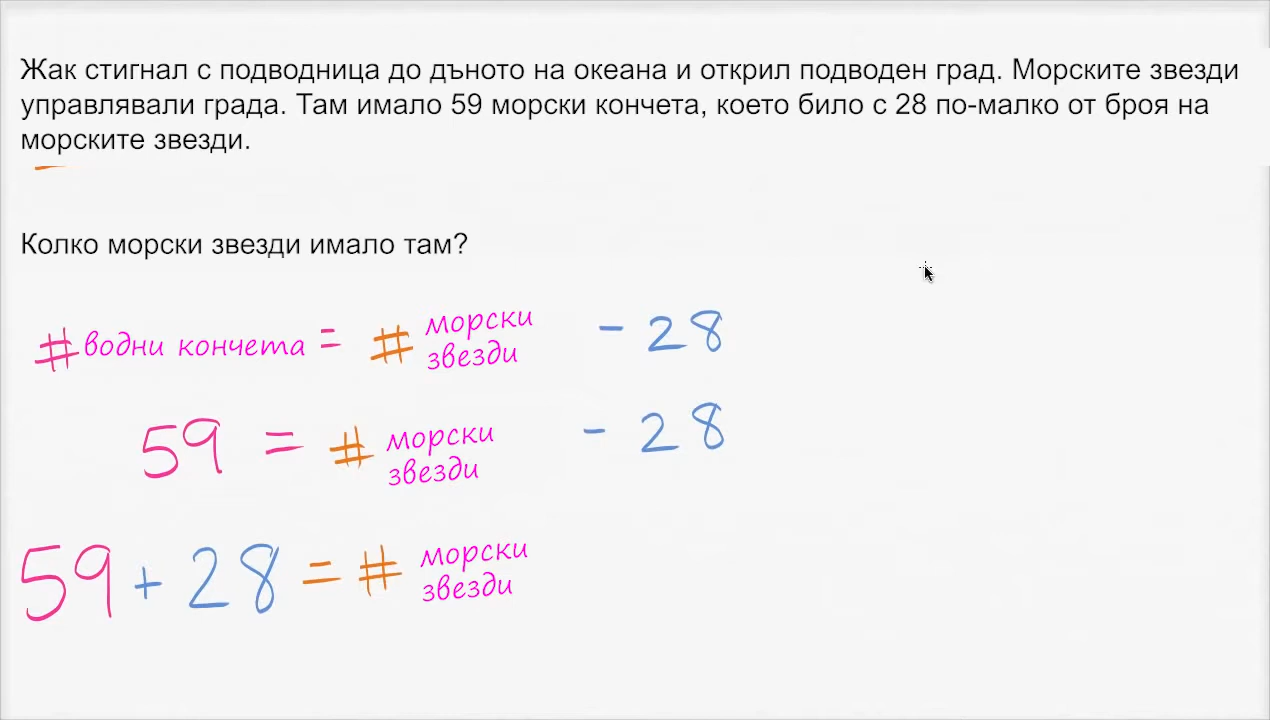 Жак стигнал с подводница до дъното на океана и открил подводен град. Морските звезди
управлявали града. Там имало 59 морски кончета, което било с 28 по-малко от броя на
морските звезди.
Колко морски звезди имало там?
# водни кончета = # морски звезди - 28
59 = # морски звезди - 28
59 + 28 = # морски звезди